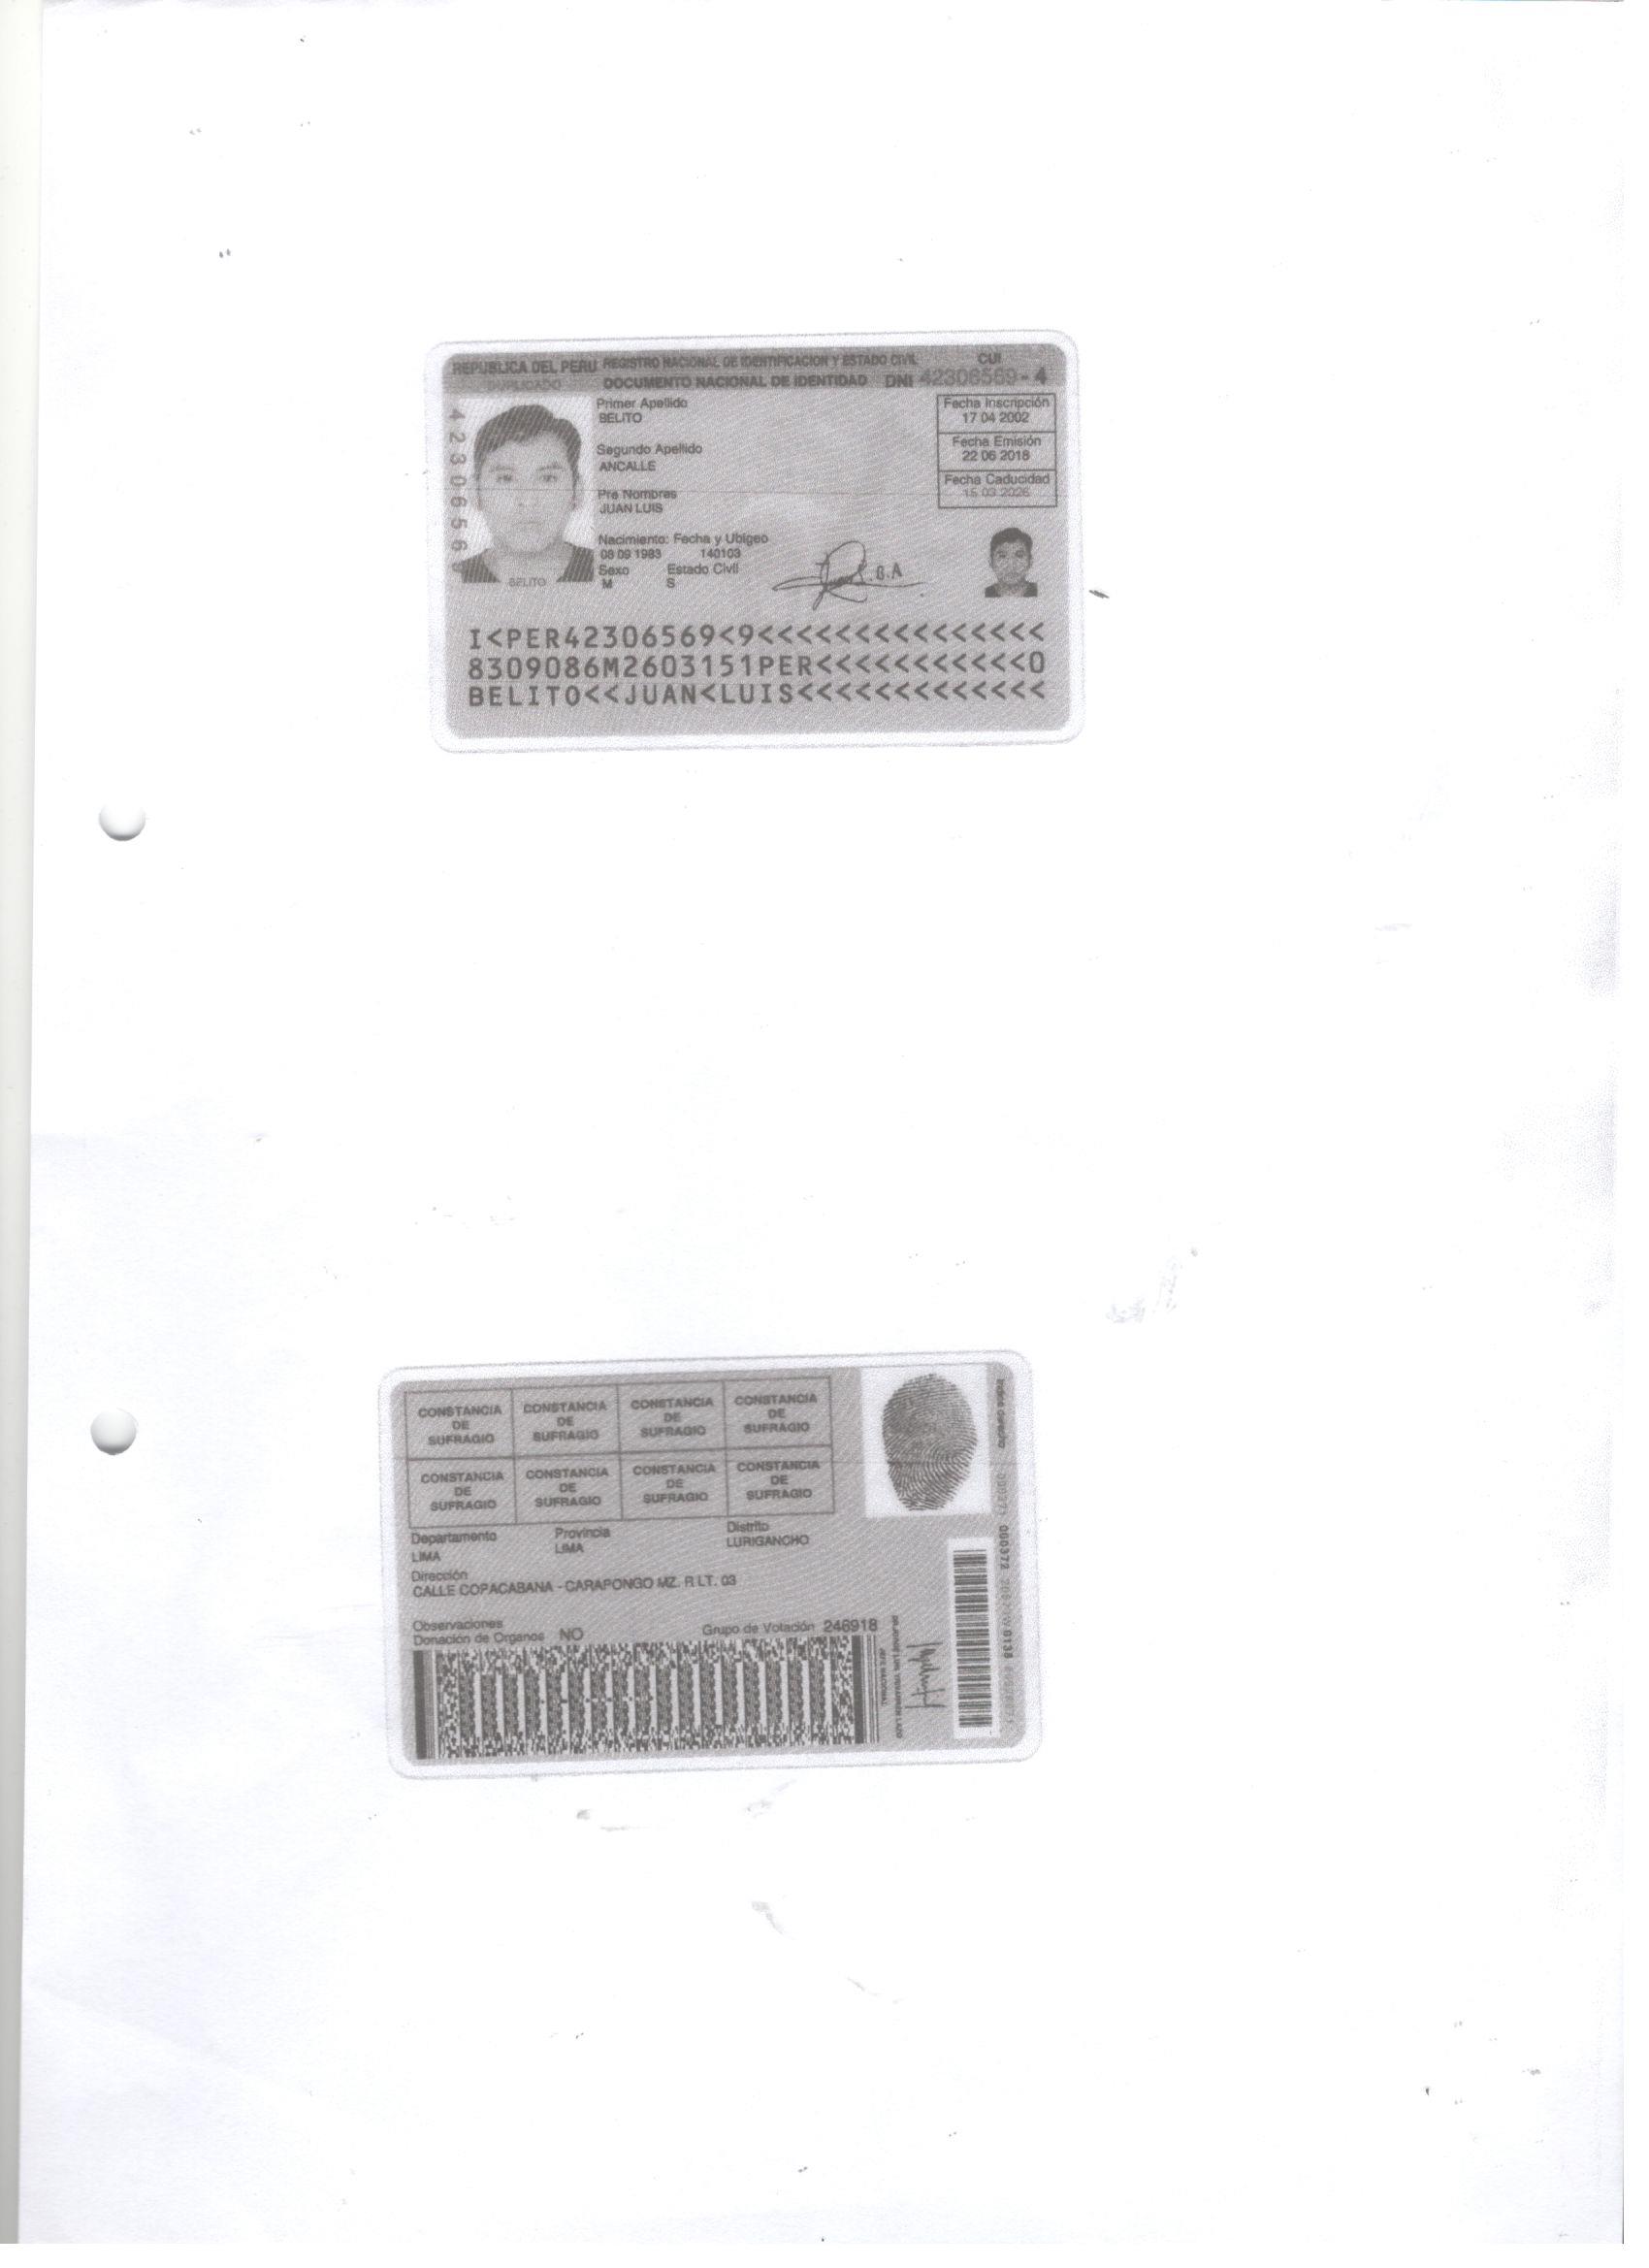 REPUBLICA DEL PERU REGISTRO NACIONAL DE IDENTIFICACION Y ESTADO CIVIL CUI
DUPLICADO DOCUMENTO NACIONAL DE IDENTIDAD DNI 42306569 - 4
42306569
Primer Apellido
BELITO
Segundo Apellido
ANCALLE
Pre Nombres
JUAN LUIS
Nacimiento: Fecha y Ubigeo
08 09 1983 140103
Sexo Estado Civil
M S
BELITO
Fecha Inscripción
17 04 2002
Fecha Emisión
22 06 2018
Fecha Caducidad
15 03 2026
I<PER42306569<9<<<<<<<<<<<<<<<
8309086M2603151PER<<<<<<<<<<<0
BELITO<<JUAN<LUIS<<<<<<<<<<<<<
CONSTANCIA DE SUFRAGIO CONSTANCIA DE SUFRAGIO CONSTANCIA DE SUFRAGIO CONSTANCIA DE SUFRAGIO
CONSTANCIA DE SUFRAGIO CONSTANCIA DE SUFRAGIO CONSTANCIA DE SUFRAGIO CONSTANCIA DE SUFRAGIO
Departamento Provincia Distrito
LIMA LIMA LURIGANCHO
Dirección
CALLE COPACABANA - CARAPONGO MZ. R LT. 03
Observaciones
Donación de Organos NO Grupo de Votación 246918
JEFE NACIONAL
Indice derecho
000372